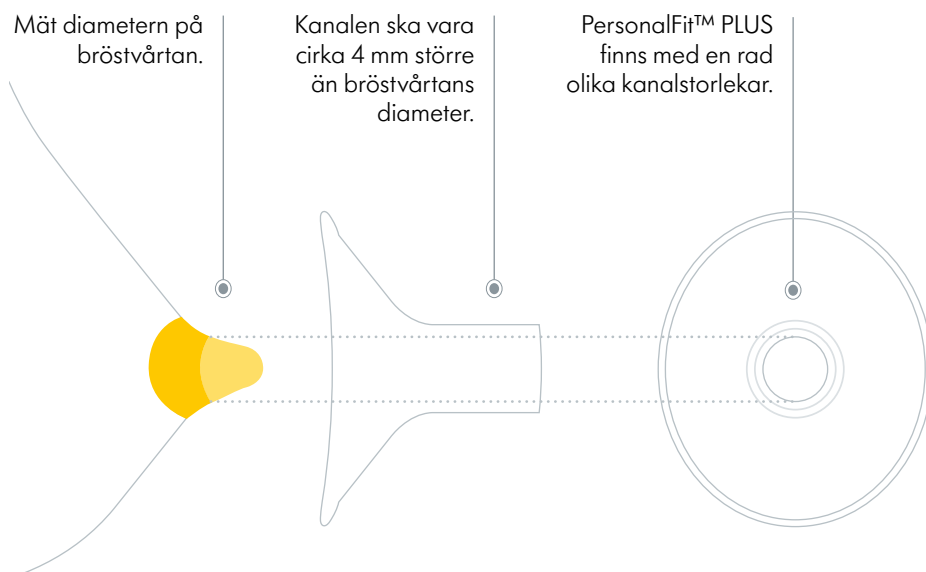 Mät diametern på
bröstvårtan.
Kanalen ska vara
cirka 4 mm större
än bröstvårtans
diameter.
PersonalFit™ PLUS
finns med en rad
olika kanalstorlekar.